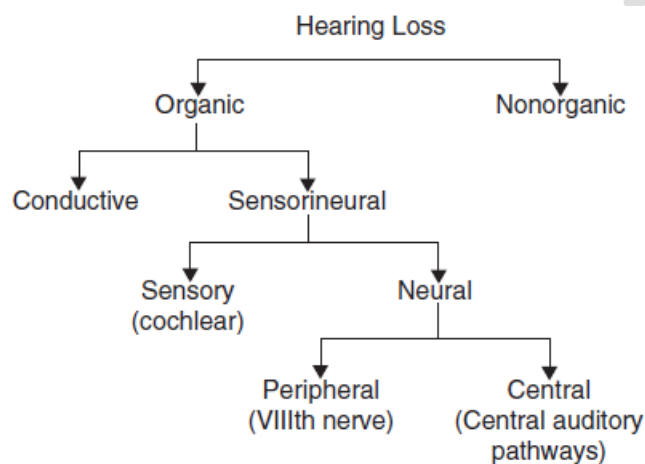 Hearing Loss
Organic
Nonorganic
Conductive
Sensorineural
Sensory
(cochlear)
Neural
Peripheral
(VIIIth nerve)
Central
(Central auditory
pathways)